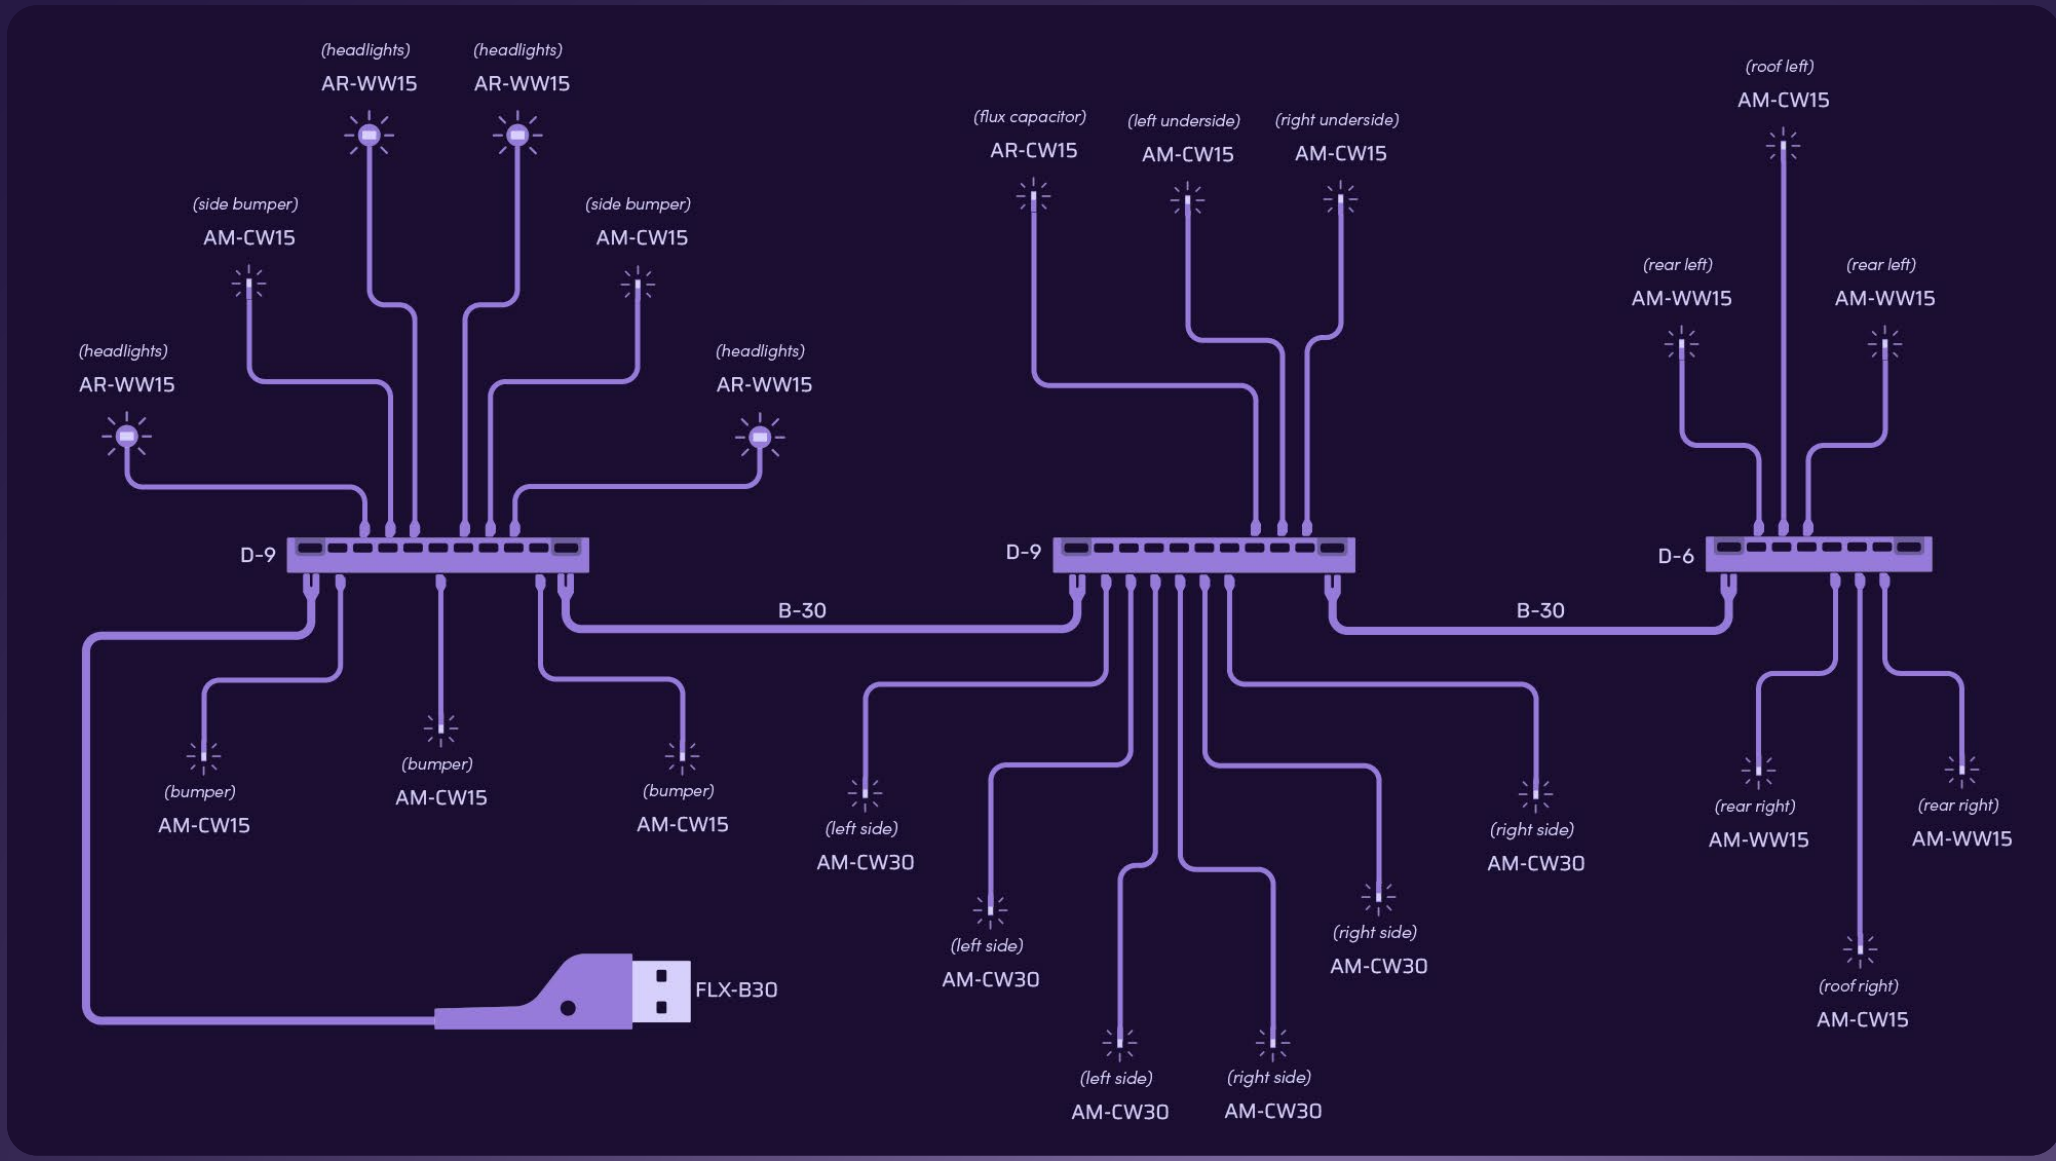 (headlights)
AR-WW15
(headlights)
AR-WW15
(side bumper)
AM-CW15
(side bumper)
AM-CW15
(headlights)
AR-WW15
(headlights)
AR-WW15
D-9
(bumper)
AM-CW15
(bumper)
AM-CW15
(bumper)
AM-CW15
FLX-B30
B-30
(flux capacitor)
AR-CW15
(left underside)
AM-CW15
(right underside)
AM-CW15
D-9
(left side)
AM-CW30
(left side)
AM-CW30
(left side)
AM-CW30
(right side)
AM-CW30
(right side)
AM-CW30
(right side)
AM-CW30
B-30
(roof left)
AM-CW15
(rear left)
AM-WW15
(rear left)
AM-WW15
D-6
(rear right)
AM-WW15
(rear right)
AM-WW15
(roof right)
AM-CW15